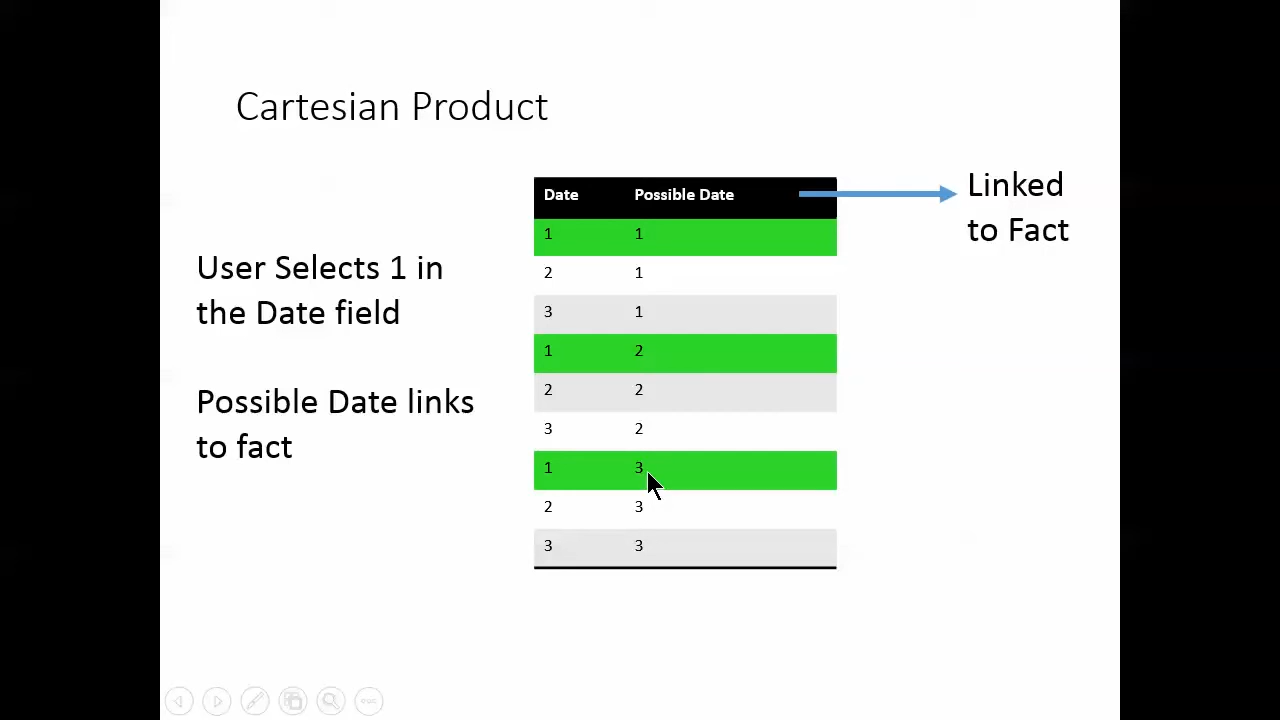 Cartesian Product
User Selects 1 in
the Date field
Possible Date links
to fact
Date Possible Date
1 1
2 1
3 1
1 2
2 2
3 2
1 3
2 3
3 3
Linked
to Fact